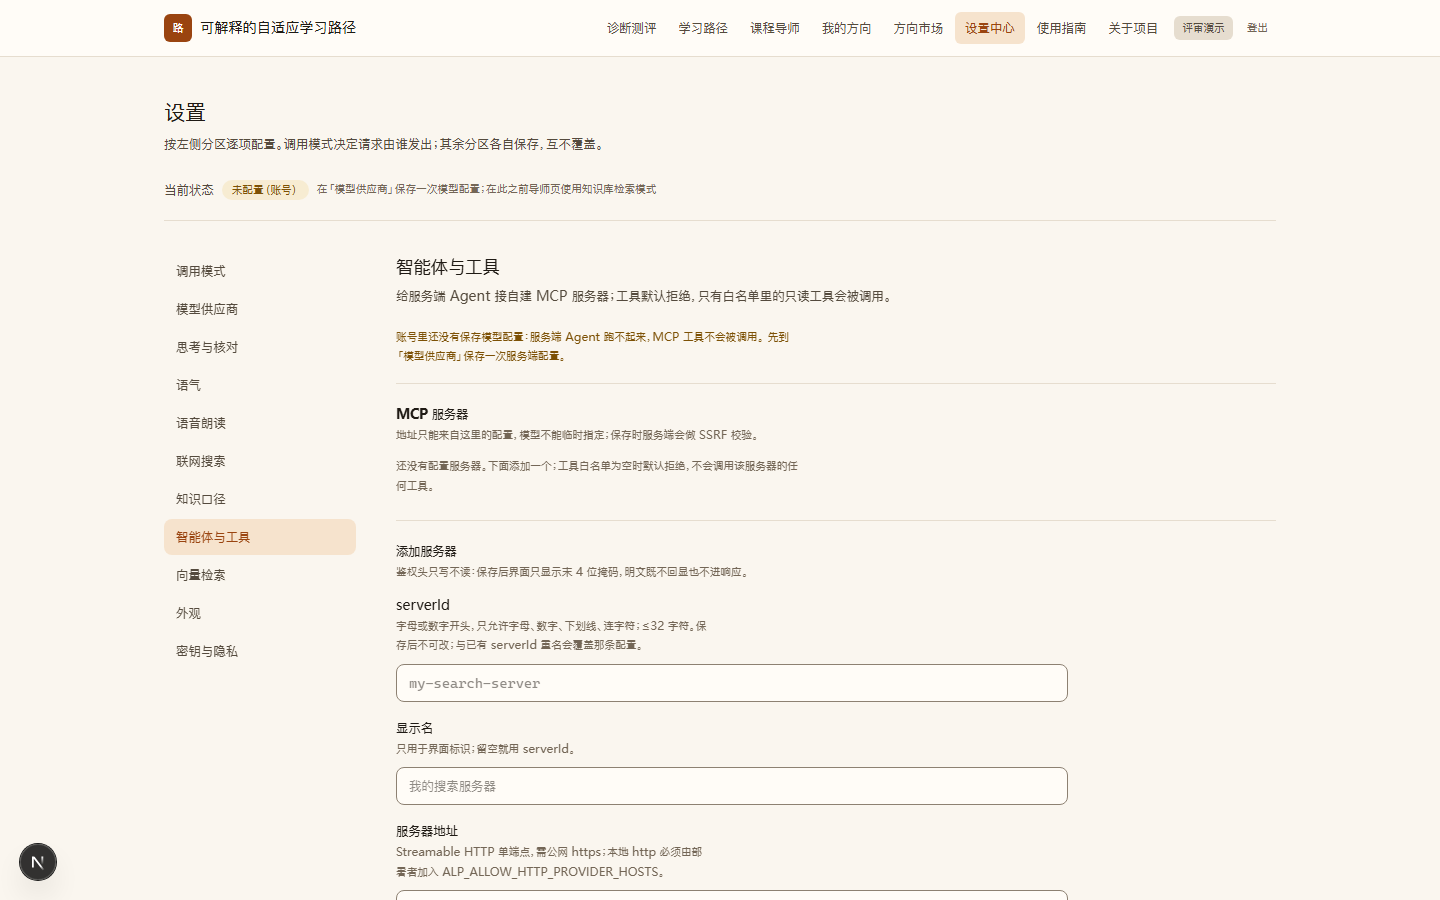 路 可解释的自适应学习路径 诊断测评 学习路径 课程导师 我的方向 方向市场 设置中心 使用指南 关于项目 评审演示 登出
设置
按左侧分区逐项配置。调用模式决定请求由谁发出；其余分区各自保存，互不覆盖。
当前状态 未配置（账号） 在「模型供应商」保存一次模型配置；在此之前导师页使用知识库检索模式
调用模式
模型供应商
思考与核对
语气
语音朗读
联网搜索
知识口径
智能体与工具
向量检索
外观
密钥与隐私
智能体与工具
给服务端 Agent 接自建 MCP 服务器；工具默认拒绝，只有白名单里的只读工具会被调用。
账号里还没有保存模型配置：服务端 Agent 跑不起来，MCP 工具不会被调用。先到
「模型供应商」保存一次服务端配置。
MCP 服务器
地址只能来自这里的配置，模型不能临时指定；保存时服务端会做 SSRF 校验。
还没有配置服务器。下面添加一个；工具白名单为空时默认拒绝，不会调用该服务器的任
何工具。
添加服务器
鉴权头只写不读：保存后界面只显示末 4 位掩码，明文既不回显也不进响应。
serverId
字母或数字开头，只允许字母、数字、下划线、连字符；≤32 字符。保
存后不可改；与已有 serverId 重名会覆盖那条配置。
my-search-server
显示名
只用于界面标识；留空就用 serverId。
我的搜索服务器
服务器地址
Streamable HTTP 单端点，需公网 https；本地 http 必须由部
署者加入 ALP_ALLOW_HTTP_PROVIDER_HOSTS。
N